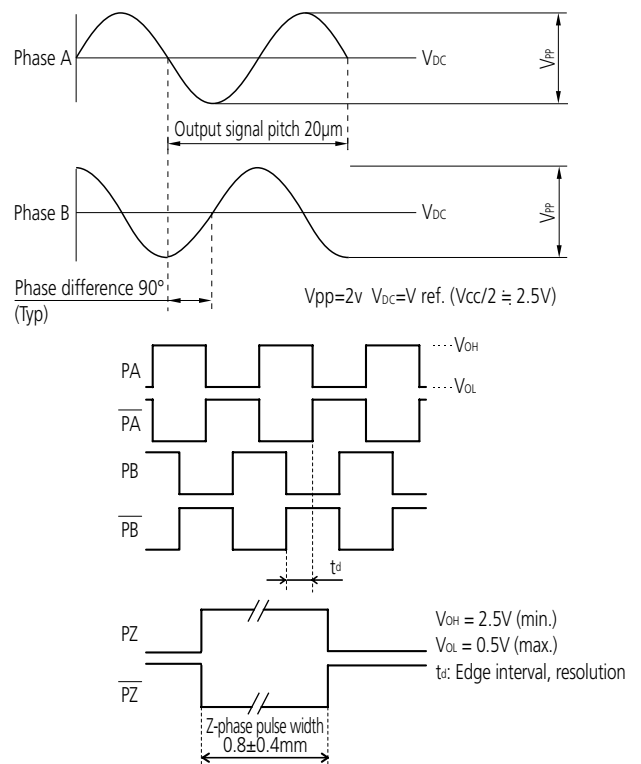 Phase A
VDC
VPP
Output signal pitch 20μm
Phase B
VDC
VPP
Phase difference 90°
(Typ)
Vpp=2v VDC=V ref. (Vcc/2 ≒ 2.5V)
PA
VOH
VOL
PA
PB
PB
td
PZ
PZ
VOH = 2.5V (min.)
VOL = 0.5V (max.)
td: Edge interval, resolution
Z-phase pulse width
0.8±0.4mm